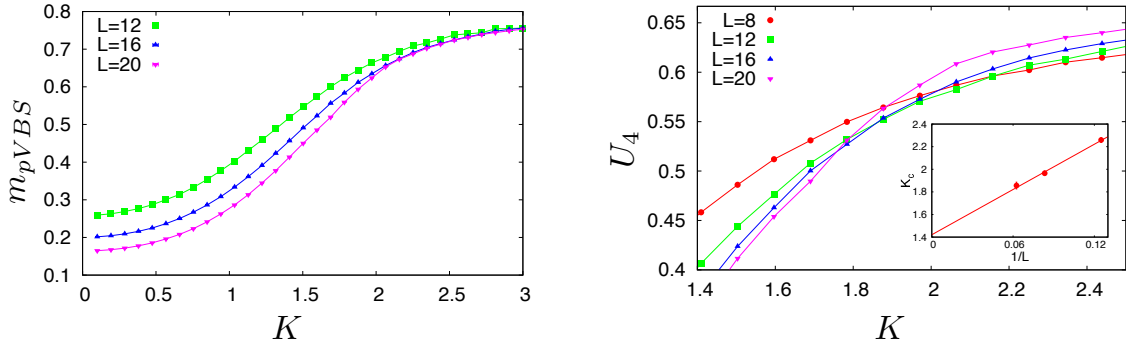 m_pVBS
0.8
0.7
0.6
0.5
0.4
0.3
0.2
0.1
L=12
L=16
L=20
0 0.5 1 1.5 2 2.5 3
K
U_4
0.65
0.6
0.55
0.5
0.45
0.4
L=8
L=12
L=16
L=20
K_c
2.4
2.2
2
1.8
1.6
1.4
0 0.06 0.12
1/L
1.4 1.6 1.8 2 2.2 2.4
K